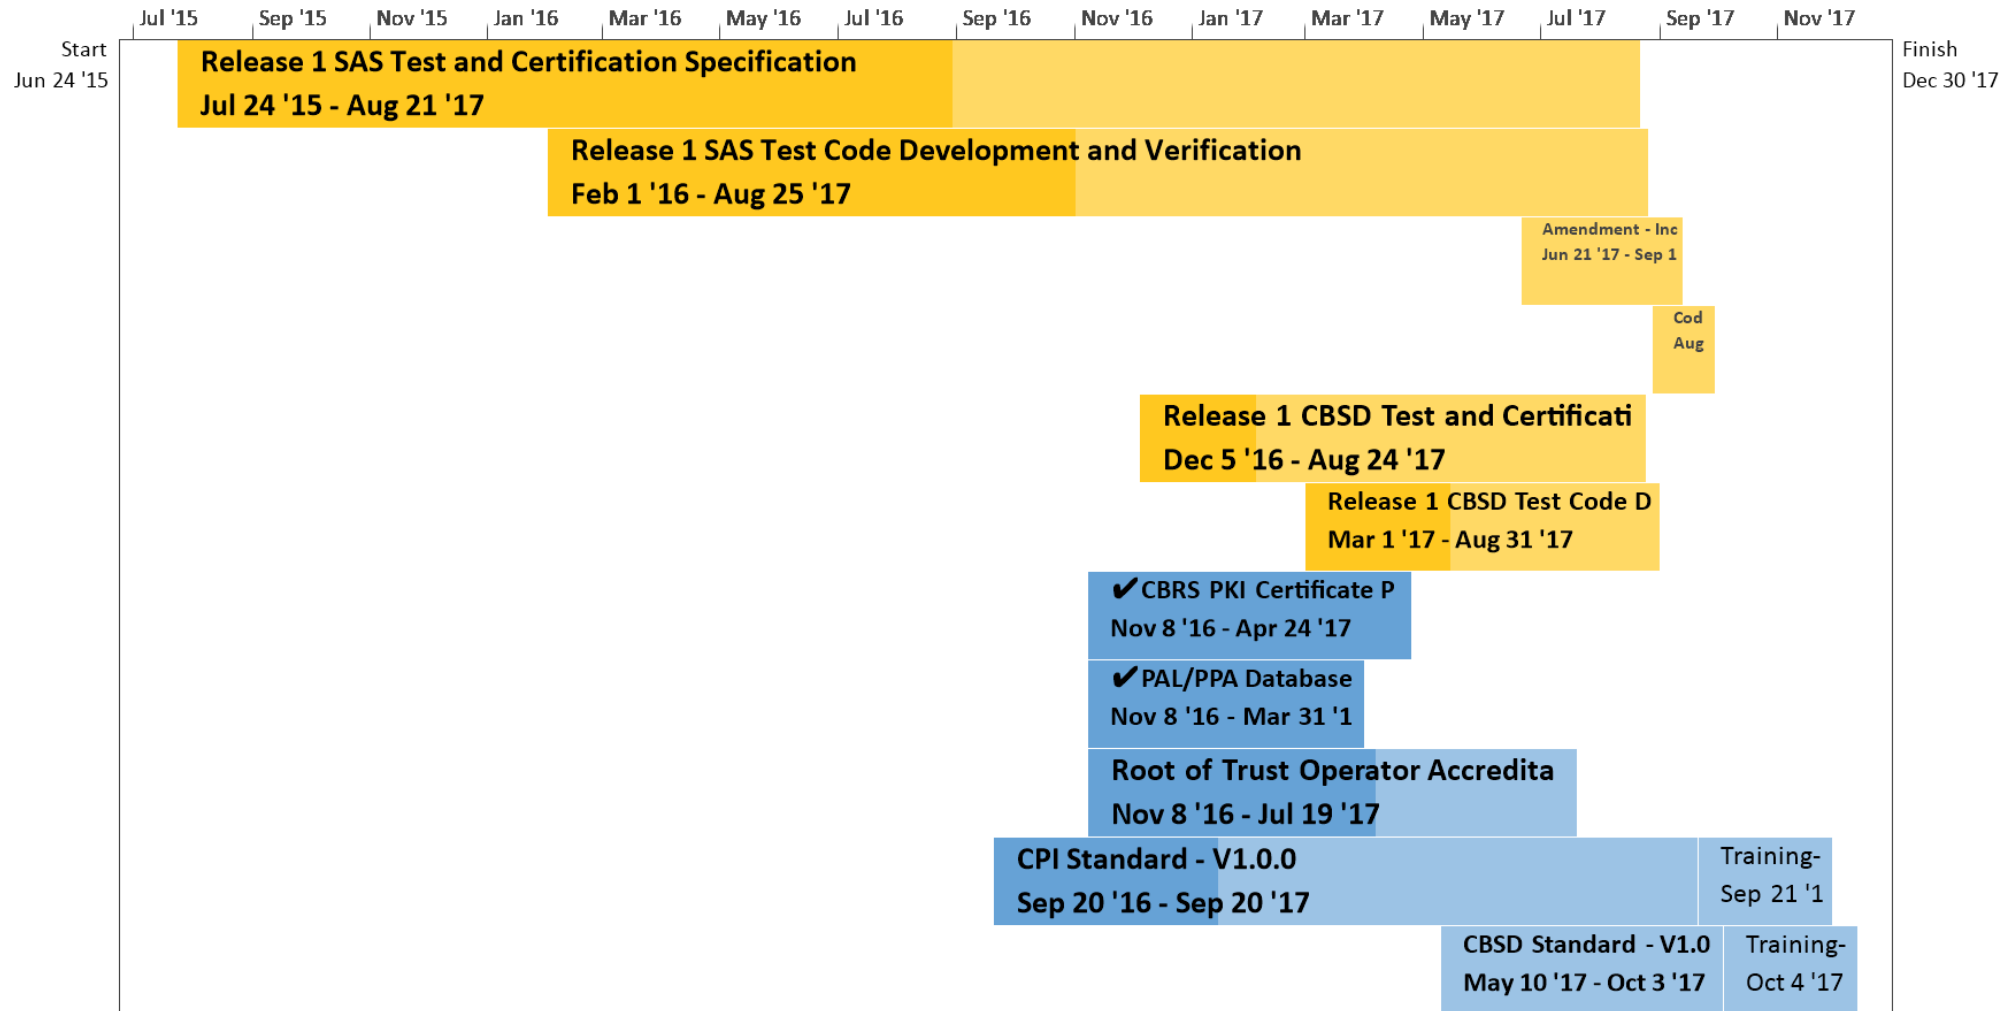 Jul '15 Sep '15 Nov '15 Jan '16 Mar '16 May '16 Jul '16 Sep '16 Nov '16 Jan '17 Mar '17 May '17 Jul '17 Sep '17 Nov '17
Start
Jun 24 '15
Finish
Dec 30 '17
Release 1 SAS Test and Certification Specification
Jul 24 '15 - Aug 21 '17
Release 1 SAS Test Code Development and Verification
Feb 1 '16 - Aug 25 '17
Amendment - Inc
Jun 21 '17 - Sep 1
Cod
Aug
Release 1 CBSD Test and Certificati
Dec 5 '16 - Aug 24 '17
Release 1 CBSD Test Code D
Mar 1 '17 - Aug 31 '17
✔CBRS PKI Certificate P
Nov 8 '16 - Apr 24 '17
✔PAL/PPA Database
Nov 8 '16 - Mar 31 '1
Root of Trust Operator Accredita
Nov 8 '16 - Jul 19 '17
CPI Standard - V1.0.0
Sep 20 '16 - Sep 20 '17
Training-
Sep 21 '1
CBSD Standard - V1.0
May 10 '17 - Oct 3 '17
Training-
Oct 4 '17